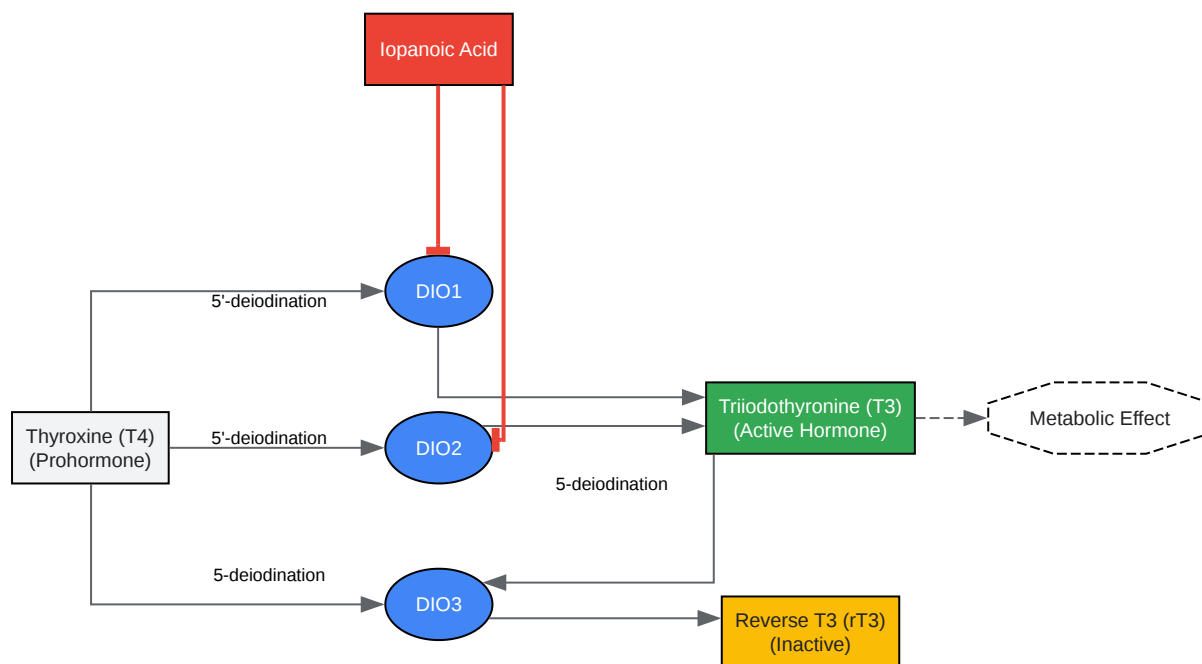 Iopanoic Acid
DIO1
5'-deiodination
Triiodothyronine (T3)
(Active Hormone)
Metabolic Effect
Thyroxine (T4)
(Prohormone)
5'-deiodination
DIO2
5-deiodination
5-deiodination
DIO3
Reverse T3 (rT3)
(Inactive)